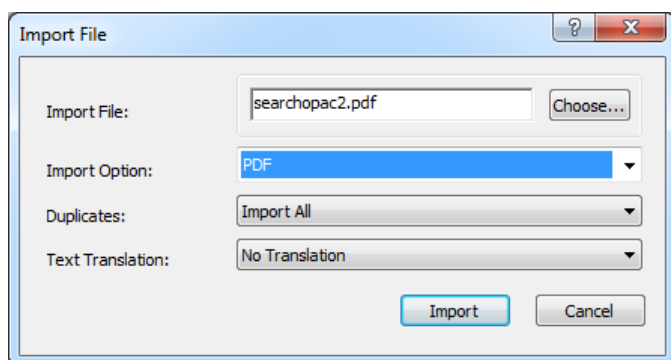 Import File
Import File: searchopac2.pdf Choose...
Import Option: PDF
Duplicates: Import All
Text Translation: No Translation
Import Cancel